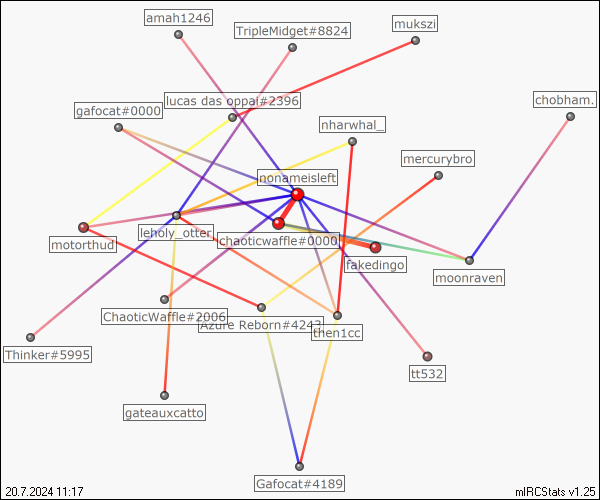 amah1246
TripleMidget#8824
mukszi
lucas das oppai#2396
chobham.
gafocat#0000
nharwhal_
mercurybro
nonameisleft
leholy_otter
chaoticwaffle#0000
motorthud
fakedingo
moonraven
ChaoticWaffle#2006
Azure Reborn#4243
then1cc
Thinker#5995
tt532
gateauxcatto
Gafocat#4189
20.7.2024 11:17
mIRCStats v1.25